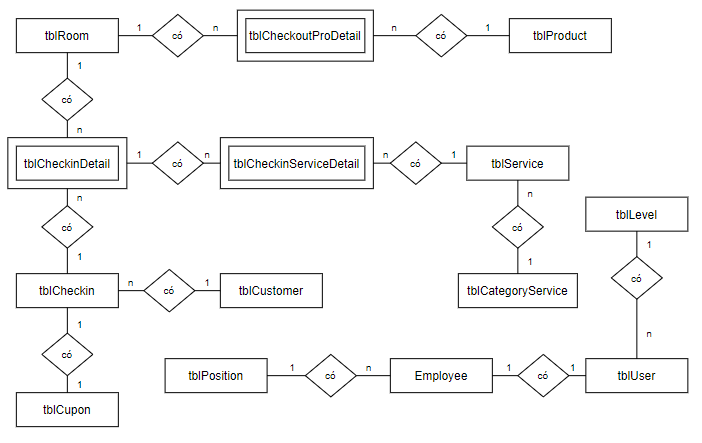 tblRoom 1 có n tblCheckoutProDetail n có 1 tblProduct
1
có
n
tblCheckinDetail 1 có n tblCheckinServiceDetail n có 1 tblService
n n
tblLevel
có có
1
1 1
có
tblCheckin n có 1 tblCustomer tblCategoryService
1
n
có
tblPosition 1 có n Employee 1 có 1 tblUser
1
tblCupon